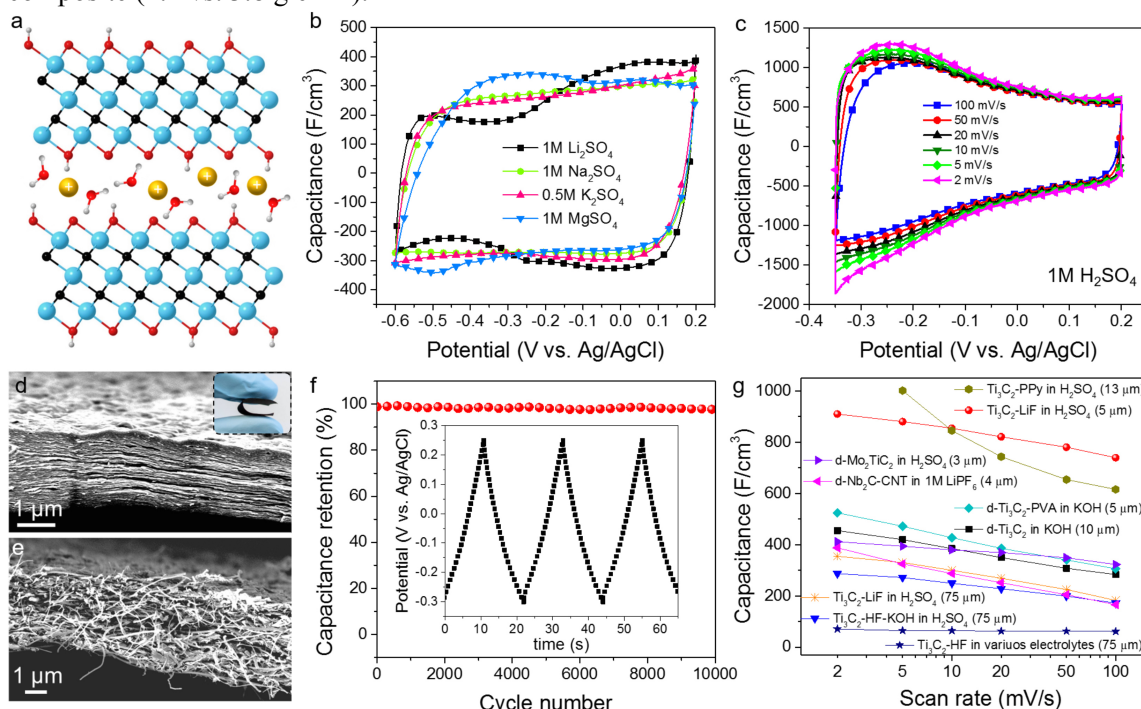 composite vs.
a
b
400
300
200
100
0
-100
-200
-300
-400
Capacitance (F/cm³)
1M Li₂SO₄
1M Na₂SO₄
0.5M K₂SO₄
1M MgSO₄
-0.6 -0.5 -0.4 -0.3 -0.2 -0.1 0.0 0.1 0.2
Potential (V vs. Ag/AgCl)
c
1500
1000
500
0
-500
-1000
-1500
-2000
Capacitance (F/cm³)
100 mV/s
50 mV/s
20 mV/s
10 mV/s
5 mV/s
2 mV/s
1M H₂SO₄
-0.3 -0.2 -0.1 0.0 0.1 0.2
Potential (V vs. Ag/AgCl)
d
1 μm
e
1 μm
f
120
100
80
60
40
20
0
Capacitance retention (%)
0.3
0.2
0.1
0.0
-0.1
-0.3
Potential (V vs. Ag/AgCl)
0 10 20 30 40 50 60
time (s)
0 2000 4000 6000 8000 10000
Cycle number
g
1000
800
600
400
200
0
Capacitance (F/cm³)
Ti₃C₂-PPy in H₂SO₄ (13 μm)
Ti₃C₂-LiF in H₂SO₄ (5 μm)
d-Mo₂TiC₂ in H₂SO₄ (3 μm)
d-Nb₂C-CNT in 1M LiPF₆ (4 μm)
d-Ti₃C₂-PVA in KOH (5 μm)
d-Ti₃C₂ in KOH (10 μm)
Ti₃C₂-LiF in H₂SO₄ (75 μm)
Ti₃C₂-HF-KOH in H₂SO₄ (75 μm)
Ti₃C₂-HF in variuos electrolytes (75 μm)
2 5 10 20 50 100
Scan rate (mV/s)